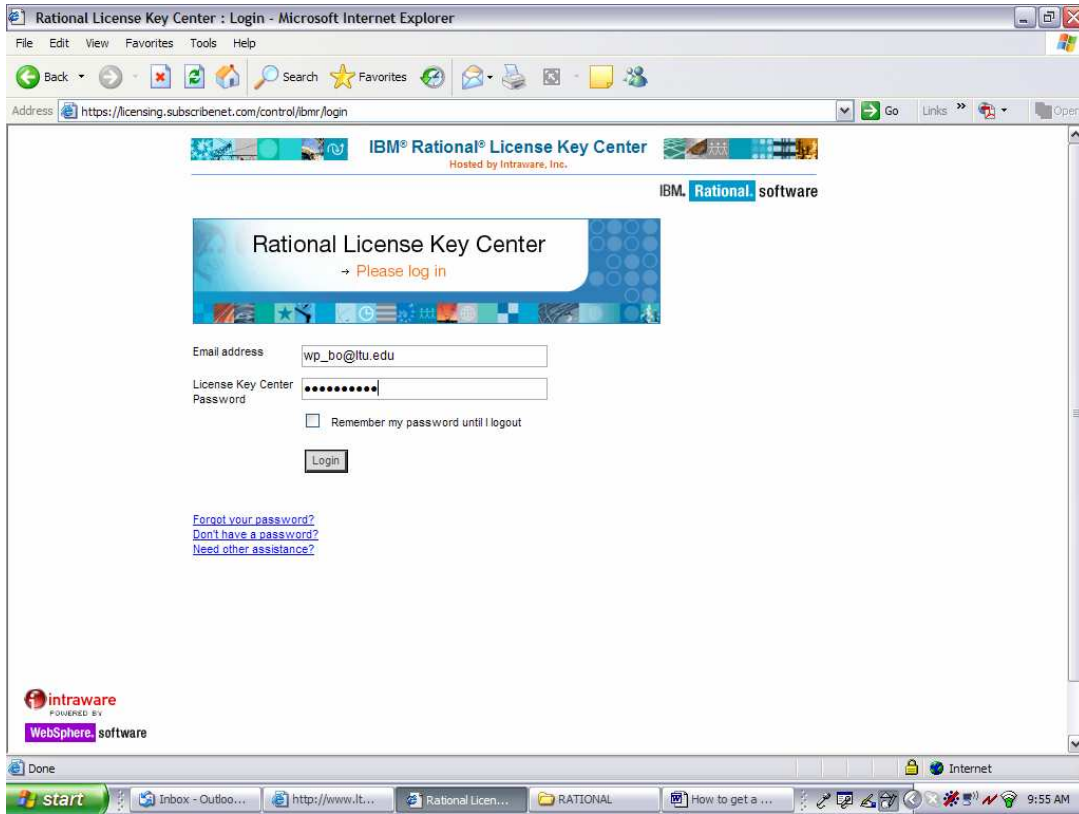 Rational License Key Center : Login - Microsoft Internet Explorer
File Edit View Favorites Tools Help
Back Search Favorites
Address https://licensing.subscribenet.com/control/ibmr/login Go Links » Open
IBM® Rational® License Key Center
Hosted by Intraware, Inc.
IBM. Rational. software
Rational License Key Center
→ Please log in
Email address wp_bo@ltu.edu
License Key Center Password ••••••••••
Remember my password until I logout
Login
Forgot your password?
Don't have a password?
Need other assistance?
intraware
POWERED BY
WebSphere. software
Done Internet
start Inbox - Outloo... http://www.lt... Rational Licen... RATIONAL How to get a ... 9:55 AM